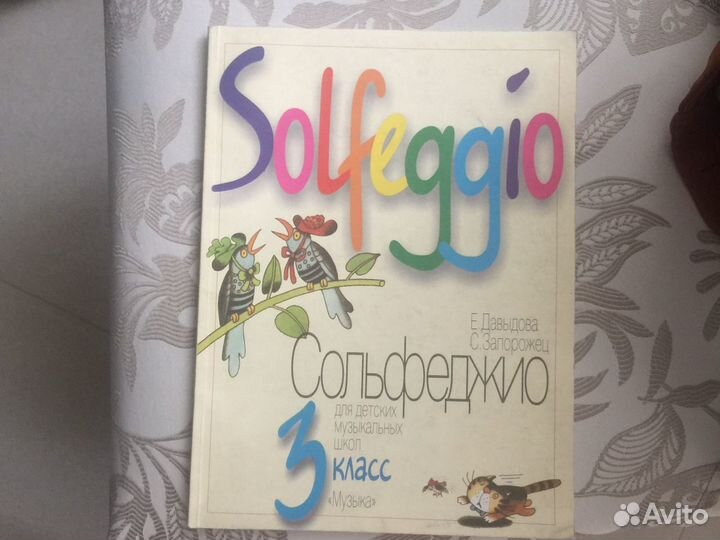 Solfeggio
Е. Давыдова
С. Запорожец
Сольфеджио
для детских
музыкальных
школ
3 класс
«Музыка»
Avito